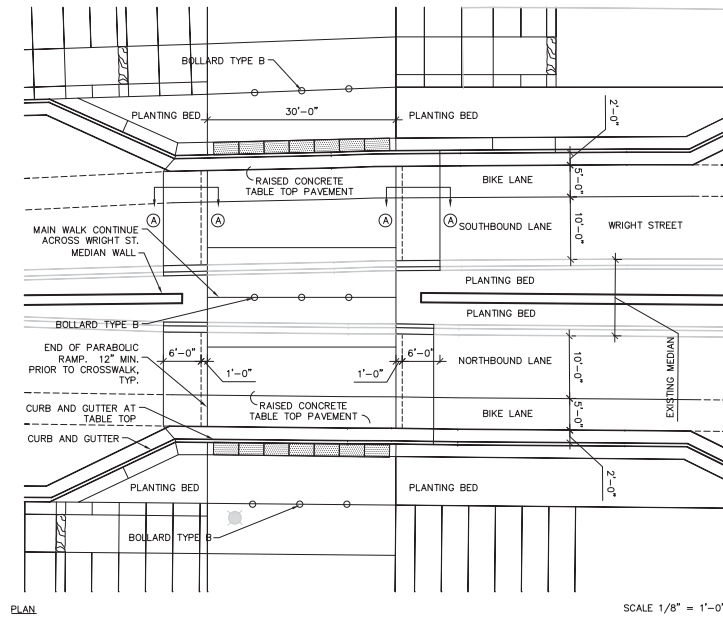 BOLLARD TYPE B
PLANTING BED
30'-0"
PLANTING BED
2'-0"
RAISED CONCRETE
TABLE TOP PAVEMENT
BIKE LANE
5'-0"
A
A
A
A
MAIN WALK CONTINUE
ACROSS WRIGHT ST.
MEDIAN WALL
SOUTHBOUND LANE
10'-0"
WRIGHT STREET
PLANTING BED
PLANTING BED
BOLLARD TYPE B
END OF PARABOLIC
RAMP. 12" MIN.
PRIOR TO CROSSWALK,
TYP.
6'-0"
1'-0"
1'-0"
6'-0"
NORTHBOUND LANE
10'-0"
EXISTING MEDIAN
CURB AND GUTTER AT
TABLE TOP
RAISED CONCRETE
TABLE TOP PAVEMENT
BIKE LANE
5'-0"
CURB AND GUTTER
PLANTING BED
PLANTING BED
2'-0"
BOLLARD TYPE B
PLAN
SCALE 1/8" = 1'-0"